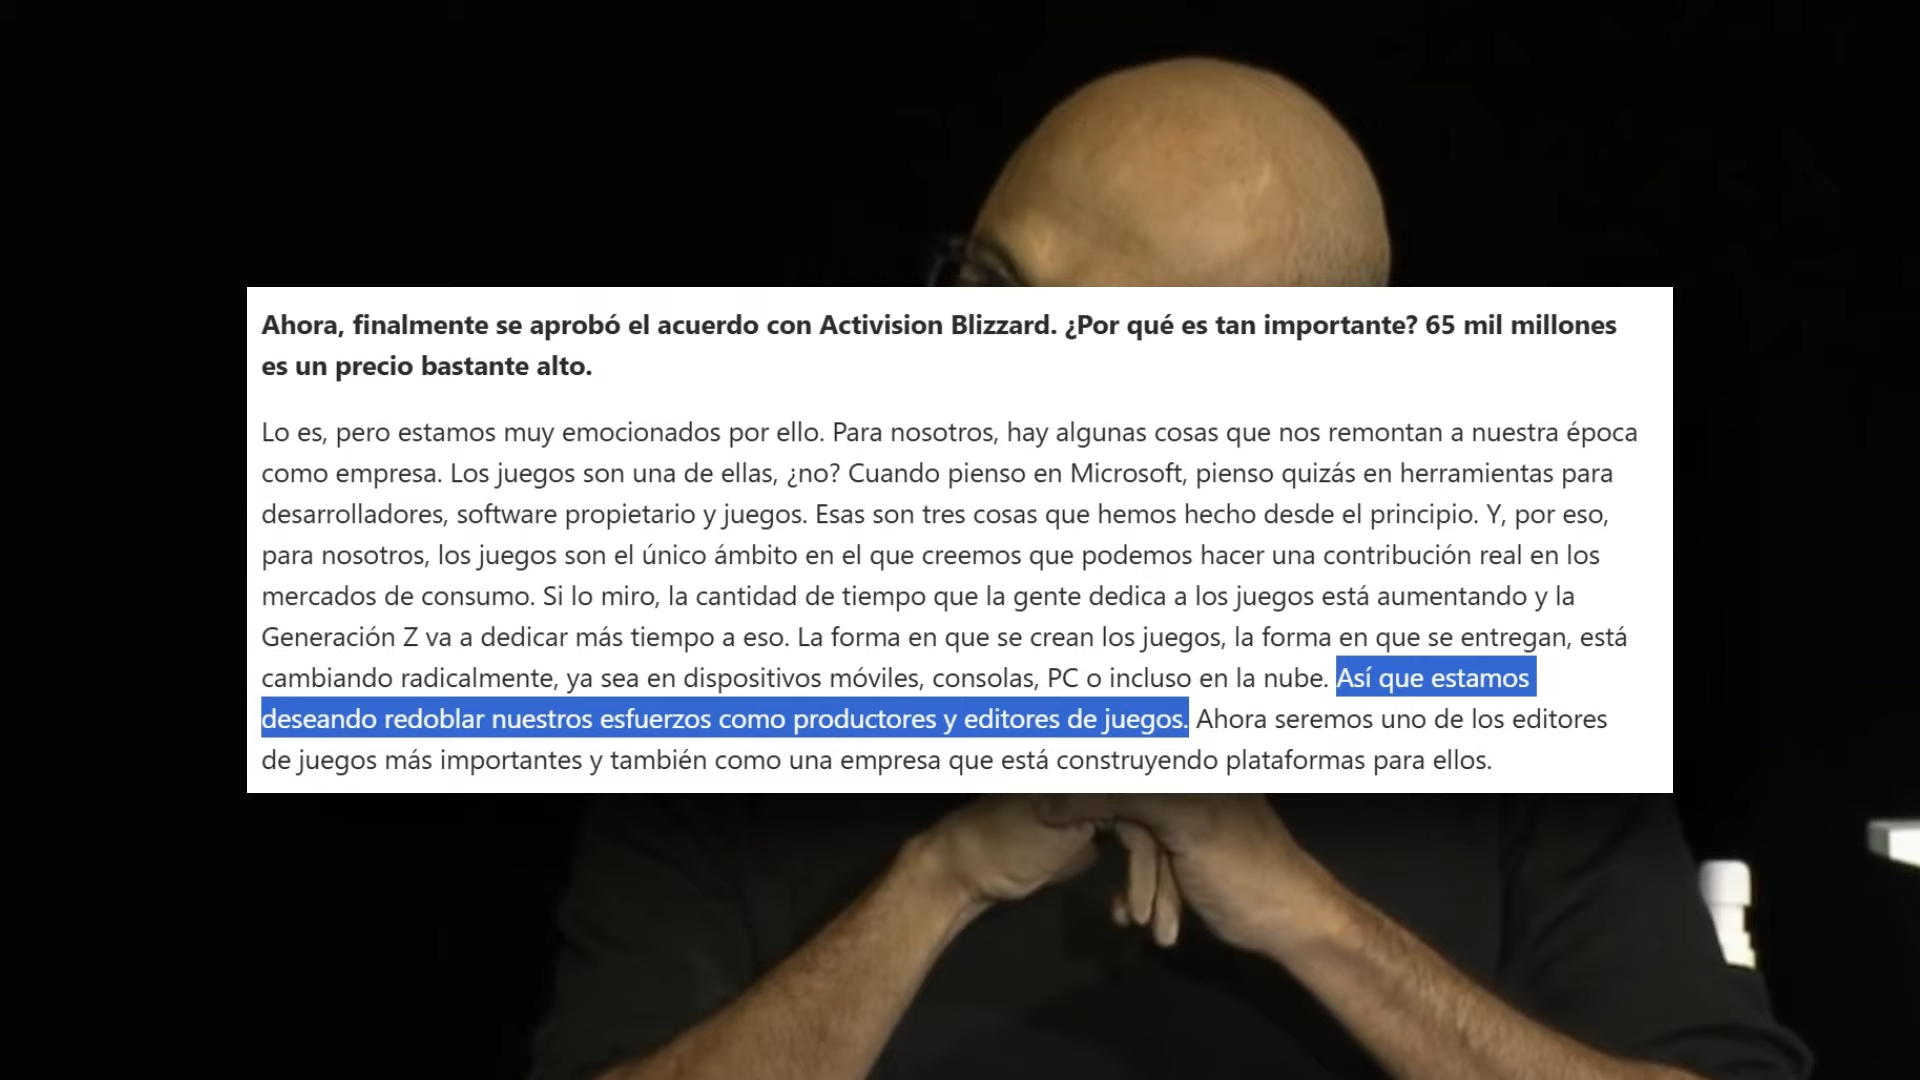 Ahora, finalmente se aprobó el acuerdo con Activision Blizzard. ¿Por qué es tan importante? 65 mil millones
es un precio bastante alto.
Lo es, pero estamos muy emocionados por ello. Para nosotros, hay algunas cosas que nos remontan a nuestra época
como empresa. Los juegos son una de ellas, ¿no? Cuando pienso en Microsoft, pienso quizás en herramientas para
desarrolladores, software propietario y juegos. Esas son tres cosas que hemos hecho desde el principio. Y, por eso,
para nosotros, los juegos son el único ámbito en el que creemos que podemos hacer una contribución real en los
mercados de consumo. Si lo miro, la cantidad de tiempo que la gente dedica a los juegos está aumentando y la
Generación Z va a dedicar más tiempo a eso. La forma en que se crean los juegos, la forma en que se entregan, está
cambiando radicalmente, ya sea en dispositivos móviles, consolas, PC o incluso en la nube. Así que estamos
deseando redoblar nuestros esfuerzos como productores y editores de juegos. Ahora seremos uno de los editores
de juegos más importantes y también como una empresa que está construyendo plataformas para ellos.